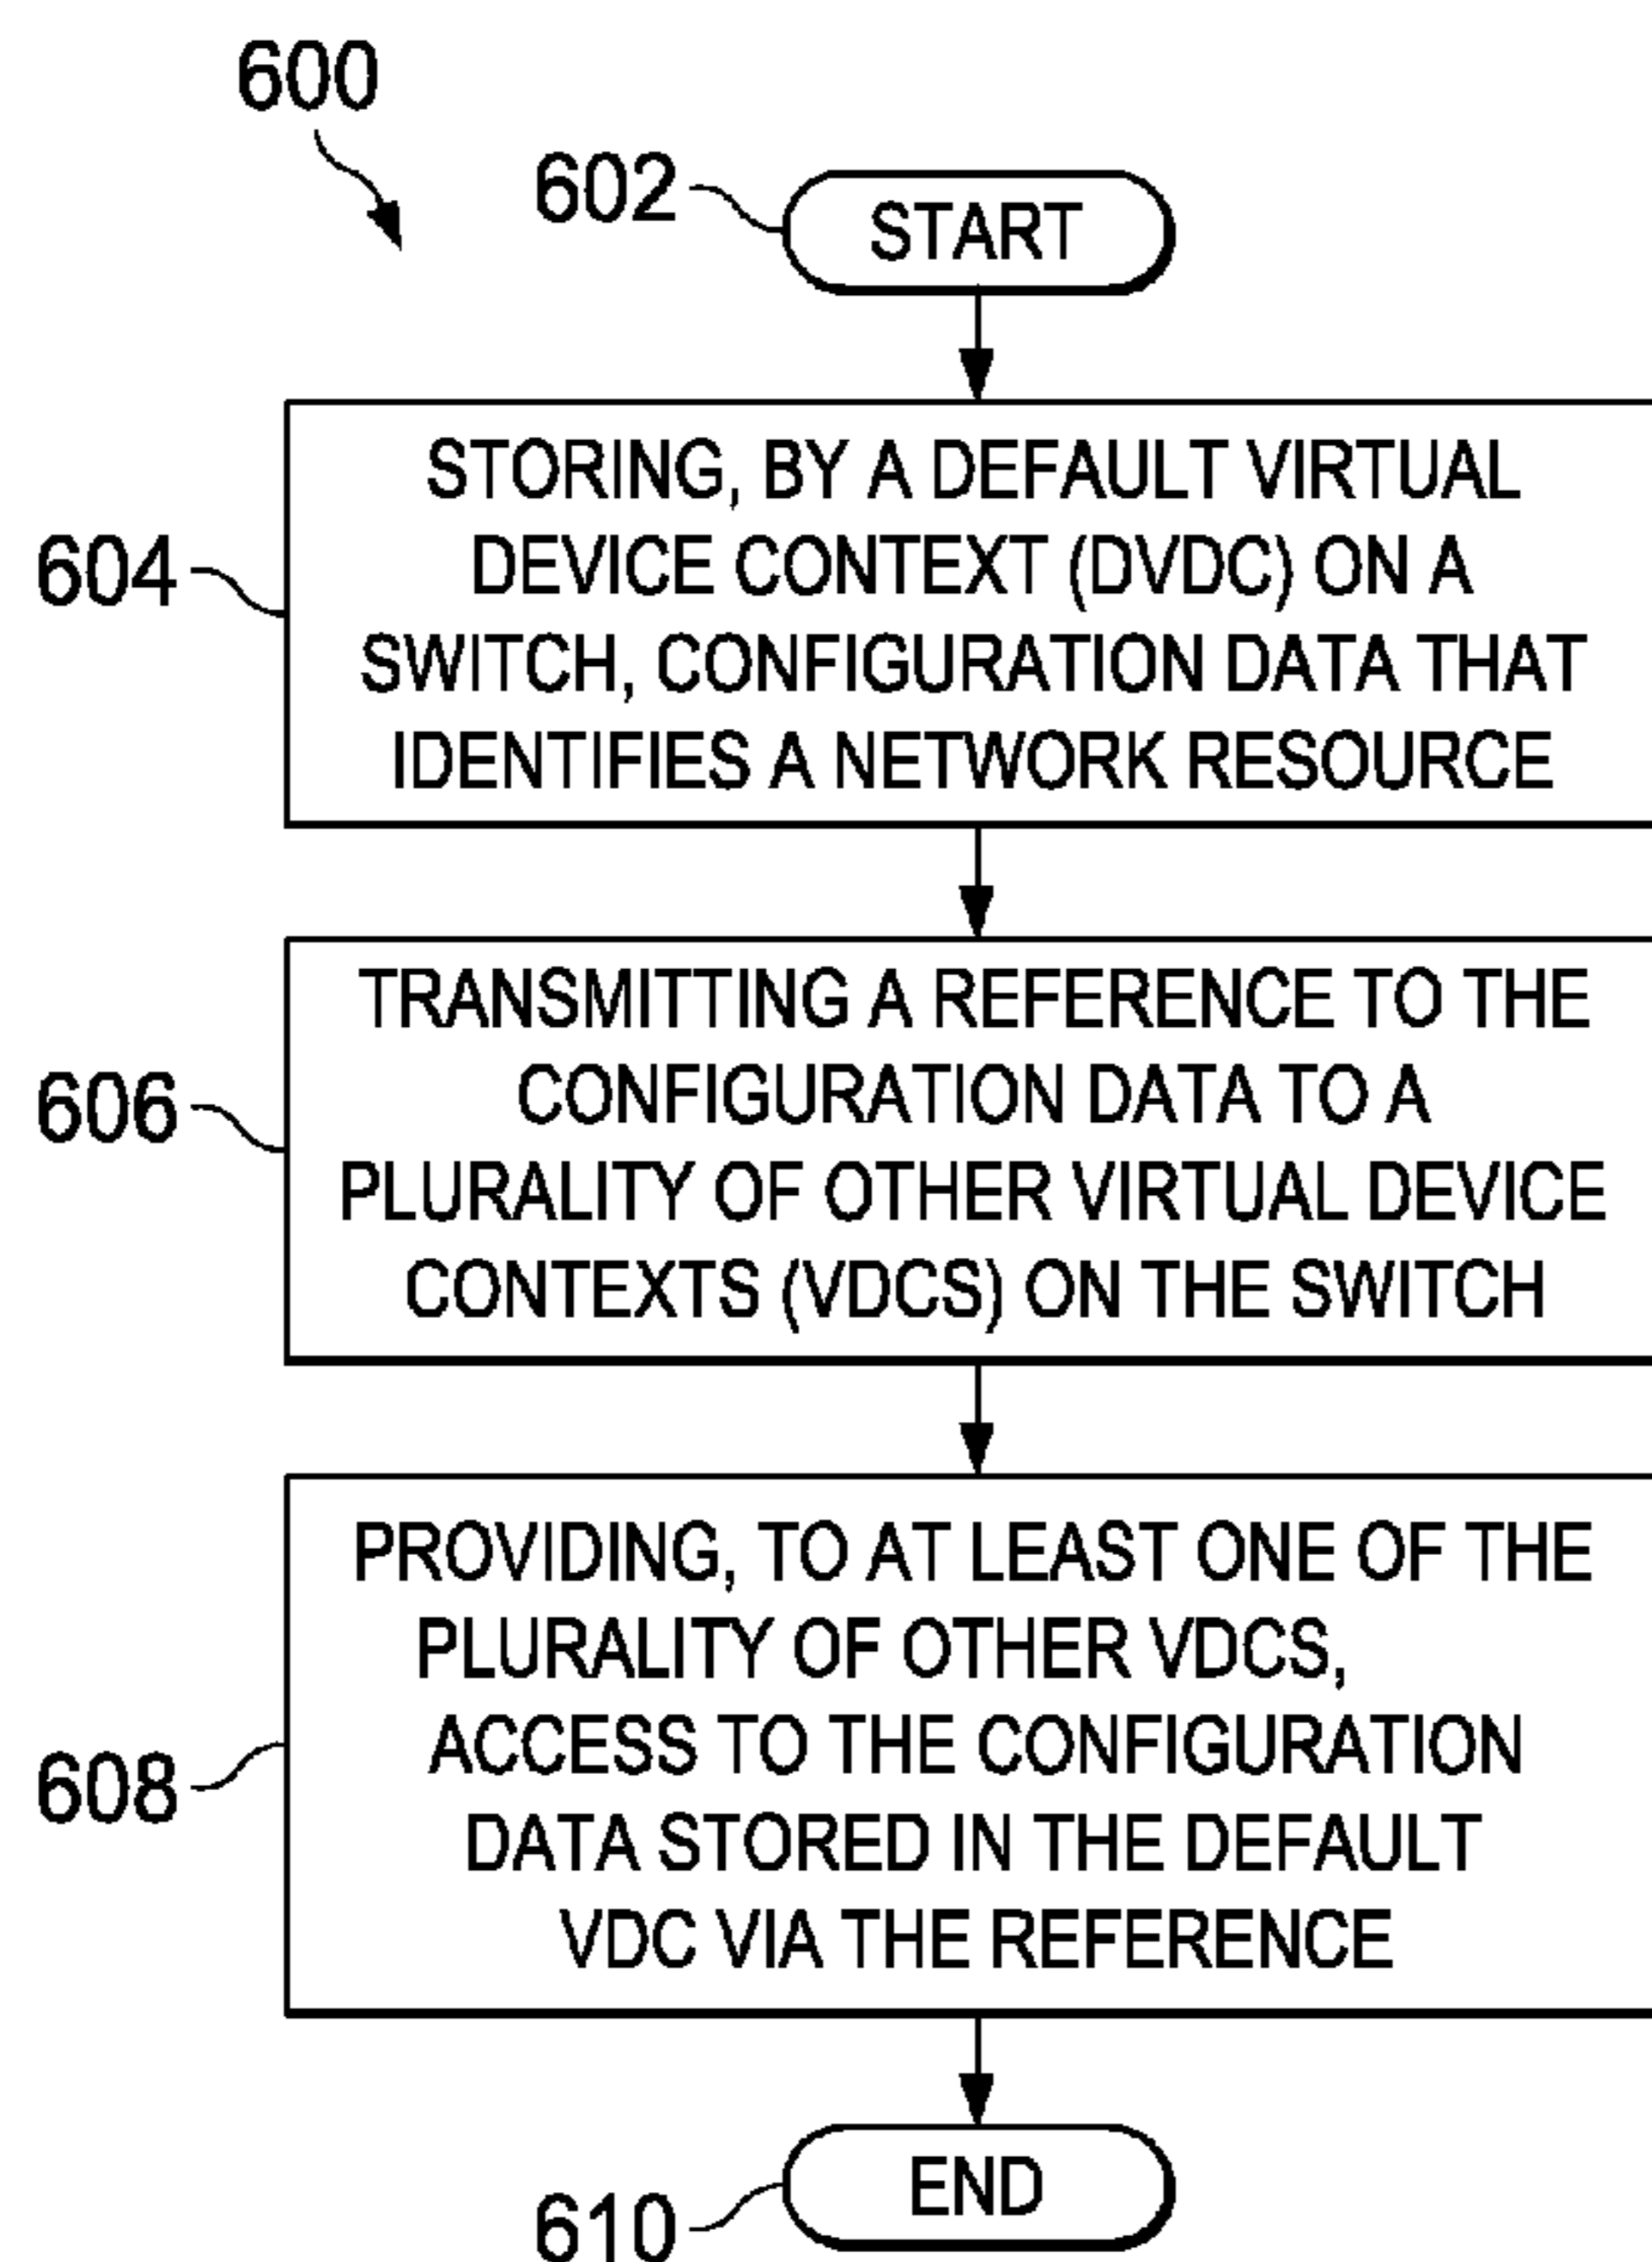 600
602
START
604
STORING, BY A DEFAULT VIRTUAL
DEVICE CONTEXT (DVDC) ON A
SWITCH, CONFIGURATION DATA THAT
IDENTIFIES A NETWORK RESOURCE
606
TRANSMITTING A REFERENCE TO THE
CONFIGURATION DATA TO A
PLURALITY OF OTHER VIRTUAL DEVICE
CONTEXTS (VDCS) ON THE SWITCH
608
PROVIDING, TO AT LEAST ONE OF THE
PLURALITY OF OTHER VDCS,
ACCESS TO THE CONFIGURATION
DATA STORED IN THE DEFAULT
VDC VIA THE REFERENCE
610
END